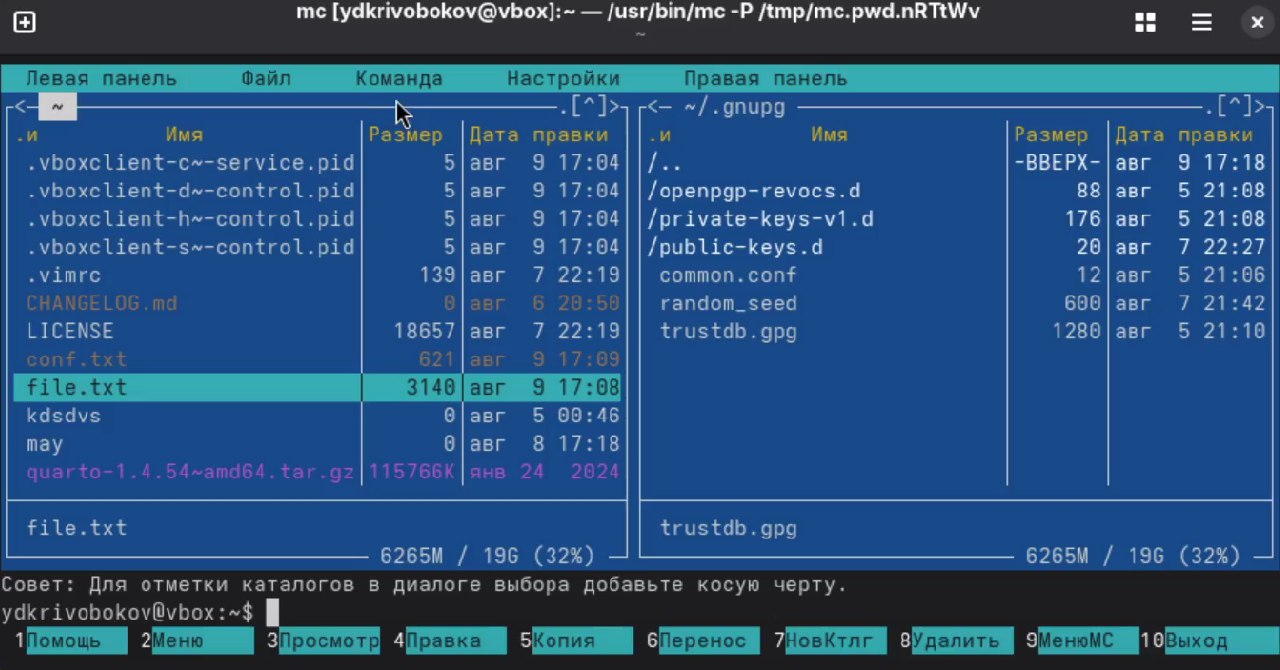 mc [ydkrivobokov@vbox]:~ — /usr/bin/mc -P /tmp/mc.pwd.nRTtWv
~
Левая панель Файл Команда Настройки Правая панель
<─ ~ ─.[^]>
.и Имя Размер Дата правки
.vboxclient-c~-service.pid 5 авг 9 17:04
.vboxclient-d~-control.pid 5 авг 9 17:04
.vboxclient-h~-control.pid 5 авг 9 17:04
.vboxclient-s~-control.pid 5 авг 9 17:04
.vimrc 139 авг 7 22:19
CHANGELOG.md 0 авг 6 20:50
LICENSE 18657 авг 7 22:19
conf.txt 621 авг 9 17:09
file.txt 3140 авг 9 17:08
kdsdvs 0 авг 5 00:46
may 0 авг 8 17:18
quarto-1.4.54~amd64.tar.gz 115766K янв 24 2024
file.txt
6265M / 19G (32%)
<─ ~/.gnupg ─.[^]>
.и Имя Размер Дата правки
/.. -ВВЕРХ- авг 9 17:18
/openpgp-revocs.d 88 авг 5 21:08
/private-keys-v1.d 176 авг 5 21:08
/public-keys.d 20 авг 7 22:27
common.conf 12 авг 5 21:06
random_seed 600 авг 7 21:42
trustdb.gpg 1280 авг 5 21:10
trustdb.gpg
6265M / 19G (32%)
Совет: Для отметки каталогов в диалоге выбора добавьте косую черту.
ydkrivobokov@vbox:~$
1Помощь 2Меню 3Просмотр 4Правка 5Копия 6Перенос 7НовКтлг 8Удалить 9МенюMC 10Выход